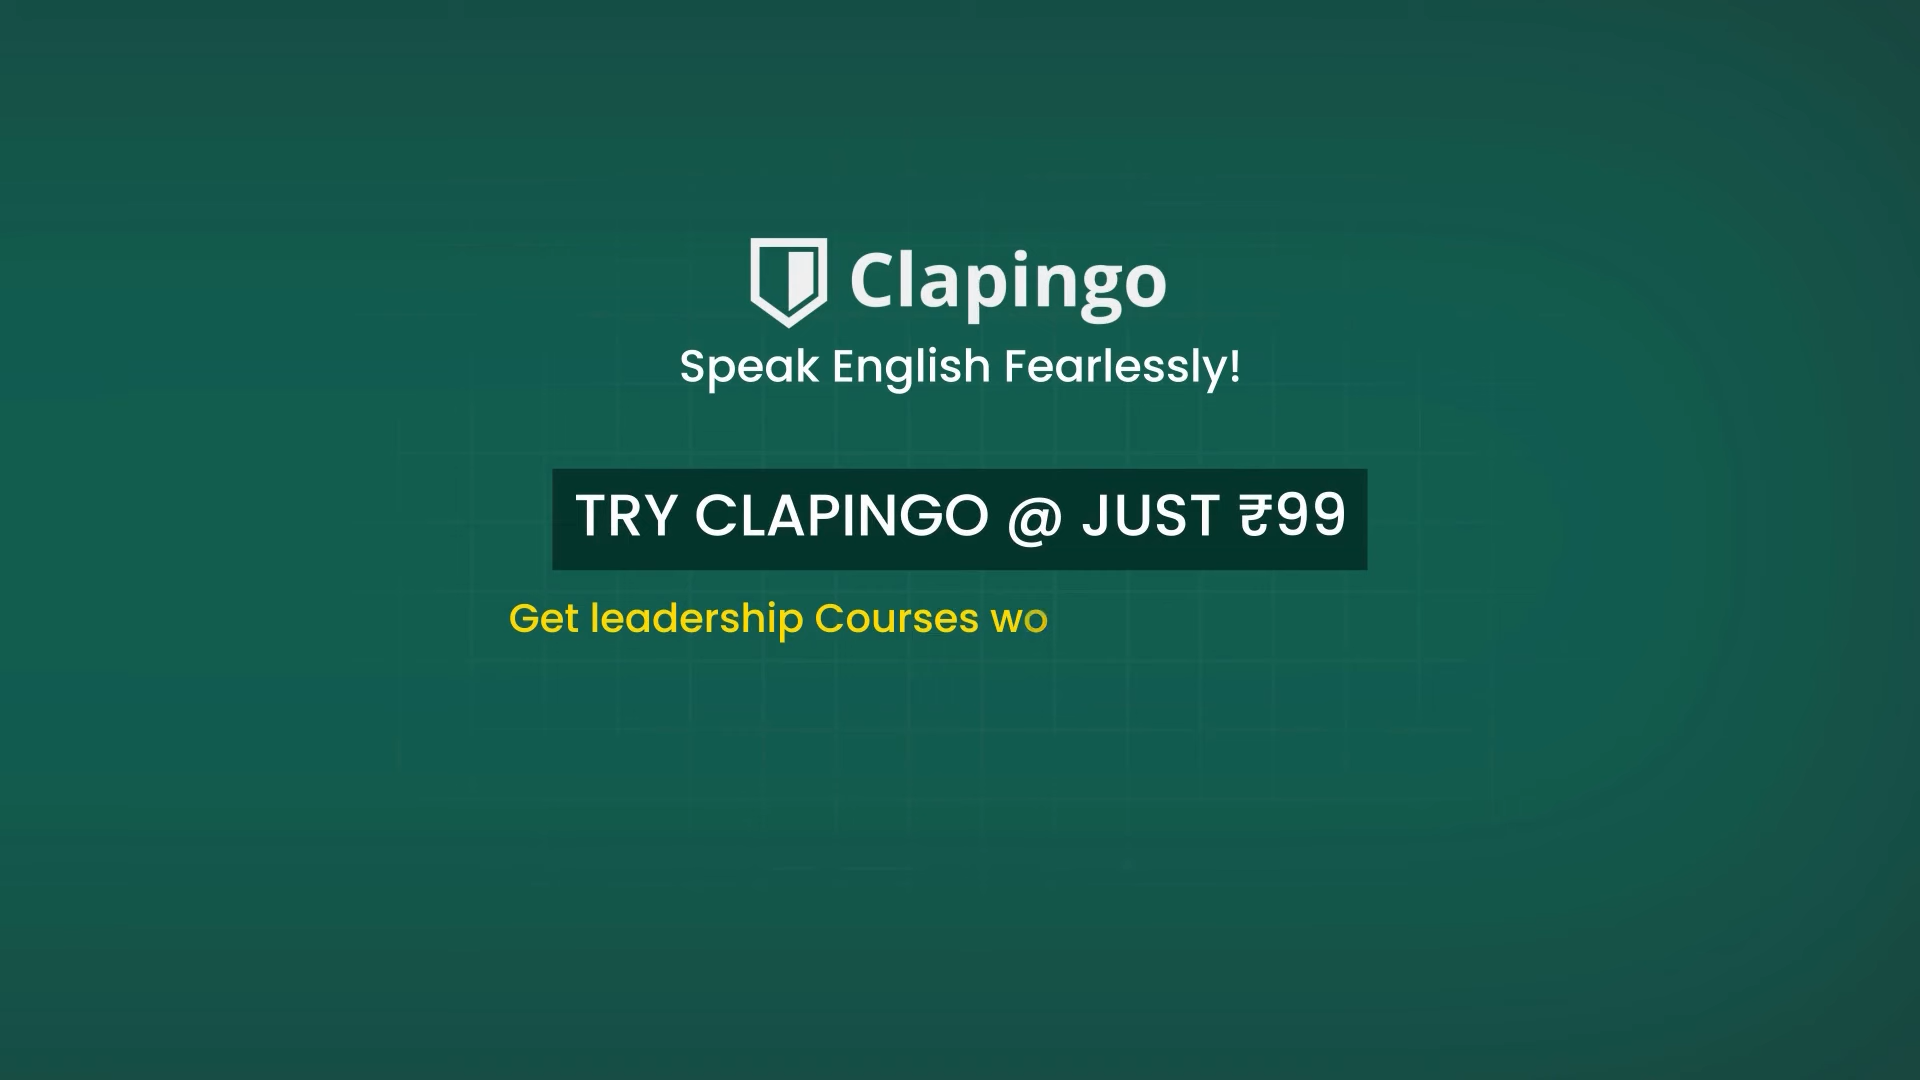 Clapingo
Speak English Fearlessly!
TRY CLAPINGO @ JUST ₹99
Get leadership Courses wo